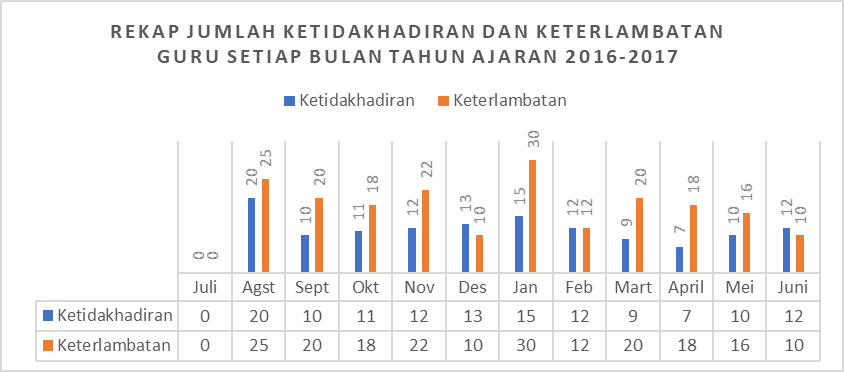 REKAP JUMLAH KETIDAKHADIRAN DAN KETERLAMBATAN
GURU SETIAP BULAN TAHUN AJARAN 2016-2017
Ketidakhadiran Keterlambatan
0 0 20 25 10 20 11 18 12 22 13 10 15 30 12 12 9 20 7 18 10 16 12 10
Juli Agst Sept Okt Nov Des Jan Feb Mart April Mei Juni
Ketidakhadiran 0 20 10 11 12 13 15 12 9 7 10 12
Keterlambatan 0 25 20 18 22 10 30 12 20 18 16 10